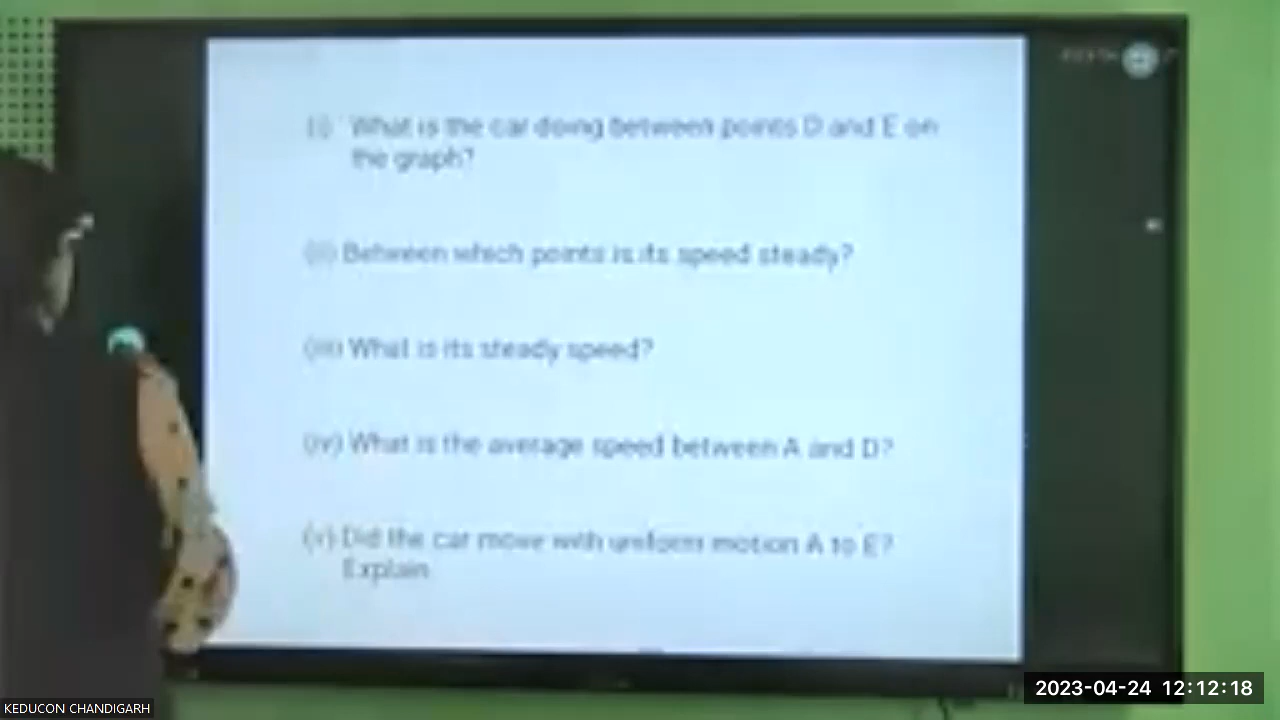 (i) What is the car doing between points D and E on
the graph?
(ii) Between which points is its speed steady?
(iii) What is its steady speed?
(iv) What is the average speed between A and D?
(v) Did the car move with uniform motion A to E?
Explain
KEDUCON CHANDIGARH
2023-04-24 12:12:18